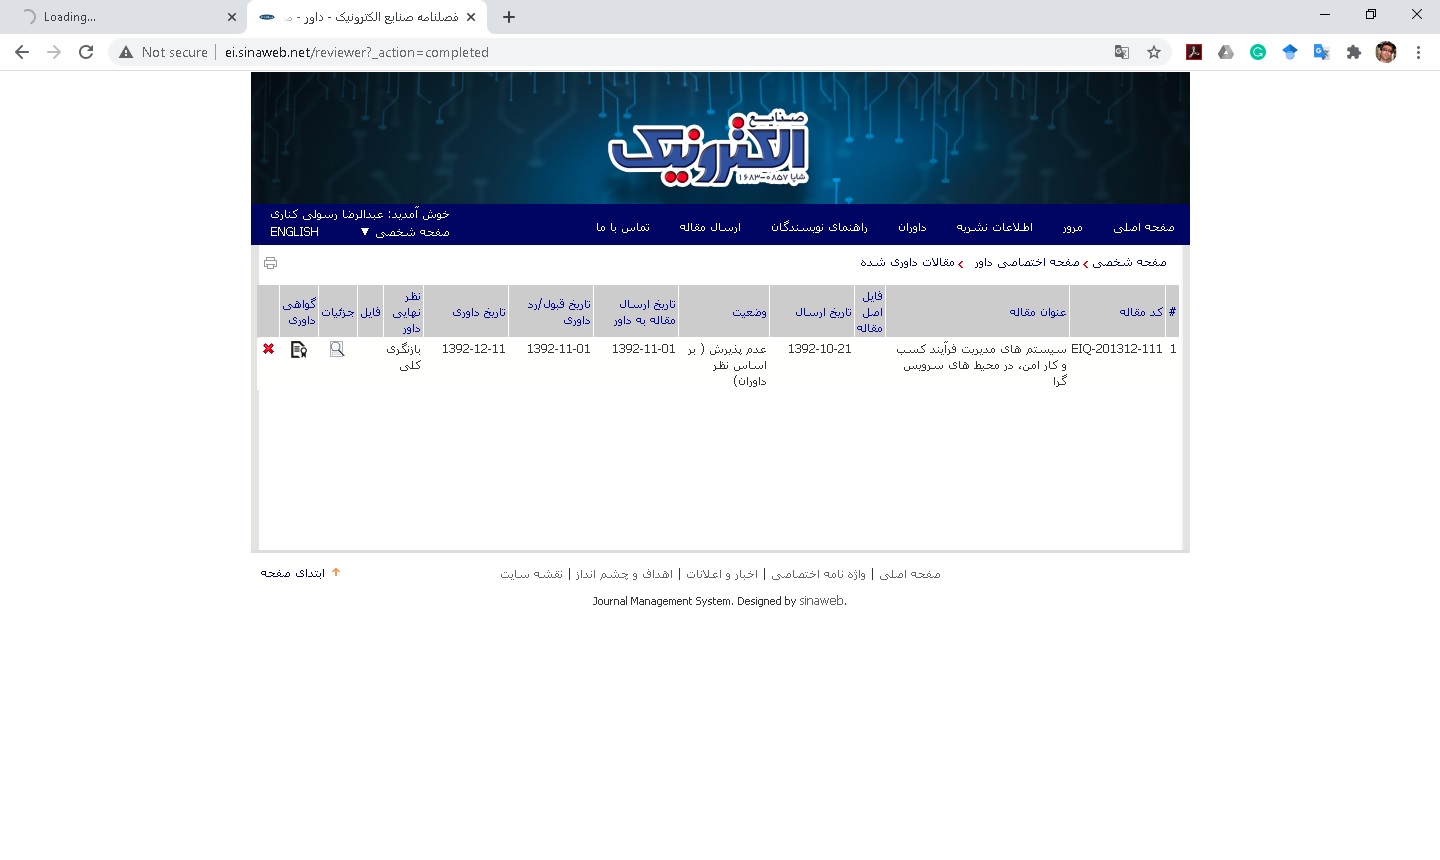 Loading...
فصلنامه صنایع الکترونیک - داور - م
Not secure
ei.sinaweb.net/reviewer?_action=completed
صنایع
الکترونیک
شاپا ۰۸۵۷-۱۶۸۳
خوش آمدید: عبدالرضا رسولی کناری
صفحه شخصی ▼
ENGLISH
صفحه اصلی
مرور
اطلاعات نشریه
داوران
راهنمای نویسندگان
ارسال مقاله
تماس با ما
صفحه شخصی
صفحه اختصاصی داور
مقالات داوری شده
#
کد مقاله
عنوان مقاله
فایل
اصل
مقاله
تاریخ ارسال
وضعیت
تاریخ ارسال
مقاله به داور
تاریخ قبول/رد
داوری
تاریخ داوری
نظر
نهایی
داور
فایل
جزئیات
گواهی
داوری
1
EIQ-201312-111
سیستم های مدیریت فرآیند کسب
و کار امن، در محیط های سرویس
گرا
1392-10-21
عدم پذیرش ( بر
اساس نظر
داوران)
1392-11-01
1392-11-01
1392-12-11
بازنگری
کلی
صفحه اصلی | واژه نامه اختصاصی | اخبار و اعلانات | اهداف و چشم انداز | نقشه سایت
ابتدای صفحه
Journal Management System. Designed by sinaweb.